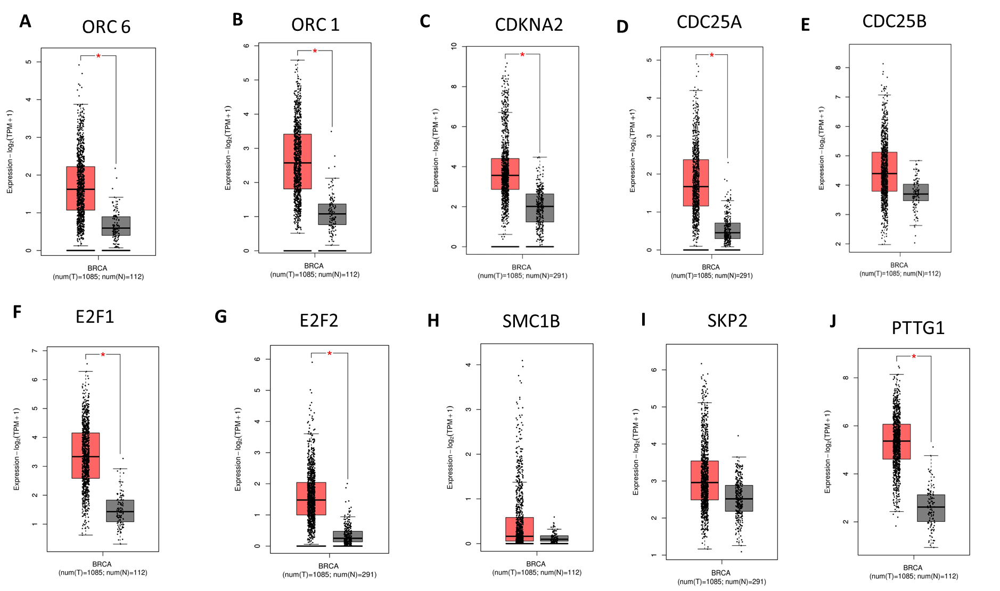 A
ORC 6
Expression − log2(TPM + 1)
5
4
3
2
1
0
*
BRCA
(num(T)=1085; num(N)=112)
B
ORC 1
Expression − log2(TPM + 1)
6
5
4
3
2
1
0
*
BRCA
(num(T)=1085; num(N)=112)
C
CDKNA2
Expression − log2(TPM + 1)
10
8
6
4
2
0
*
BRCA
(num(T)=1085; num(N)=291)
D
CDC25A
Expression − log2(TPM + 1)
5
4
3
2
1
0
*
BRCA
(num(T)=1085; num(N)=291)
E
CDC25B
Expression − log2(TPM + 1)
8
7
6
5
4
3
2
BRCA
(num(T)=1085; num(N)=112)
F
E2F1
Expression − log2(TPM + 1)
7
6
5
4
3
2
1
*
BRCA
(num(T)=1085; num(N)=112)
G
E2F2
Expression − log2(TPM + 1)
6
5
4
3
2
1
0
*
BRCA
(num(T)=1085; num(N)=291)
H
SMC1B
Expression − log2(TPM + 1)
4
3
2
1
0
BRCA
(num(T)=1085; num(N)=112)
I
SKP2
Expression − log2(TPM + 1)
6
5
4
3
2
1
BRCA
(num(T)=1085; num(N)=291)
J
PTTG1
Expression − log2(TPM + 1)
8
6
4
2
*
BRCA
(num(T)=1085; num(N)=112)